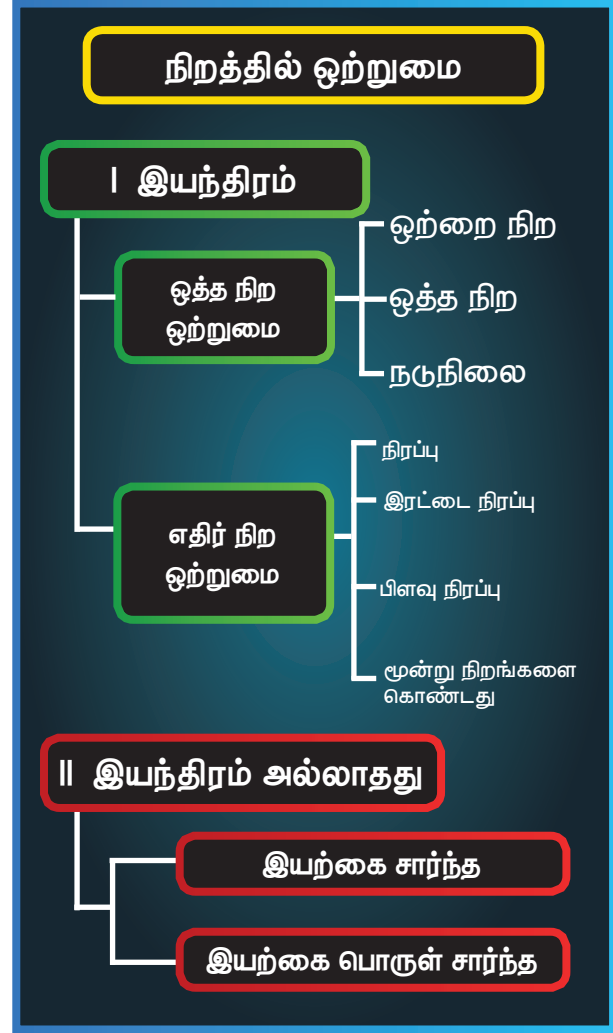 நிறத்தில் ஒற்றுமை
I இயந்திரம்
ஒத்த நிற
ஒற்றுமை
ஒற்றை நிற
ஒத்த நிற
நடுநிலை
எதிர் நிற
ஒற்றுமை
நிரப்பு
இரட்டை நிரப்பு
பிளவு நிரப்பு
மூன்று நிறங்களை
கொண்டது
II இயந்திரம் அல்லாதது
இயற்கை சார்ந்த
இயற்கை பொருள் சார்ந்த